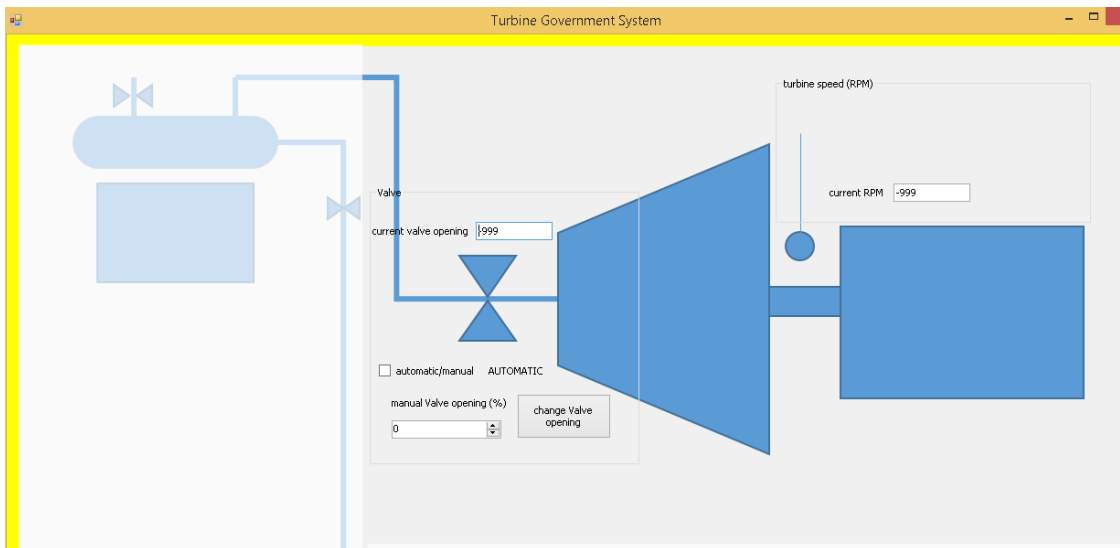 Turbine Government System
turbine speed (RPM)
current RPM -999
Valve
current valve opening -999
automatic/manual AUTOMATIC
manual Valve opening (%)
0
change Valve
opening